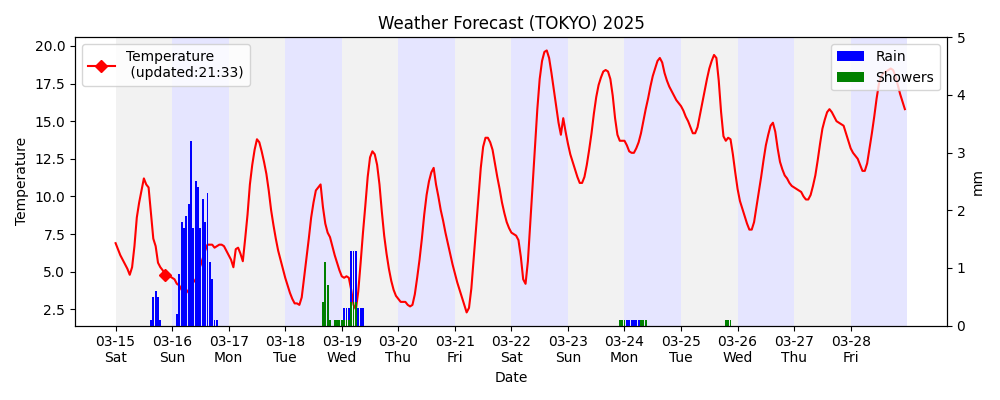 Weather Forecast (TOKYO) 2025
Temperature
(updated:21:33)
Rain
Showers
20.0
17.5
15.0
12.5
10.0
7.5
5.0
2.5
Temperature
5
4
3
2
1
0
mm
03-15 03-16 03-17 03-18 03-19 03-20 03-21 03-22 03-23 03-24 03-25 03-26 03-27 03-28
Sat Sun Mon Tue Wed Thu Fri Sat Sun Mon Tue Wed Thu Fri
Date